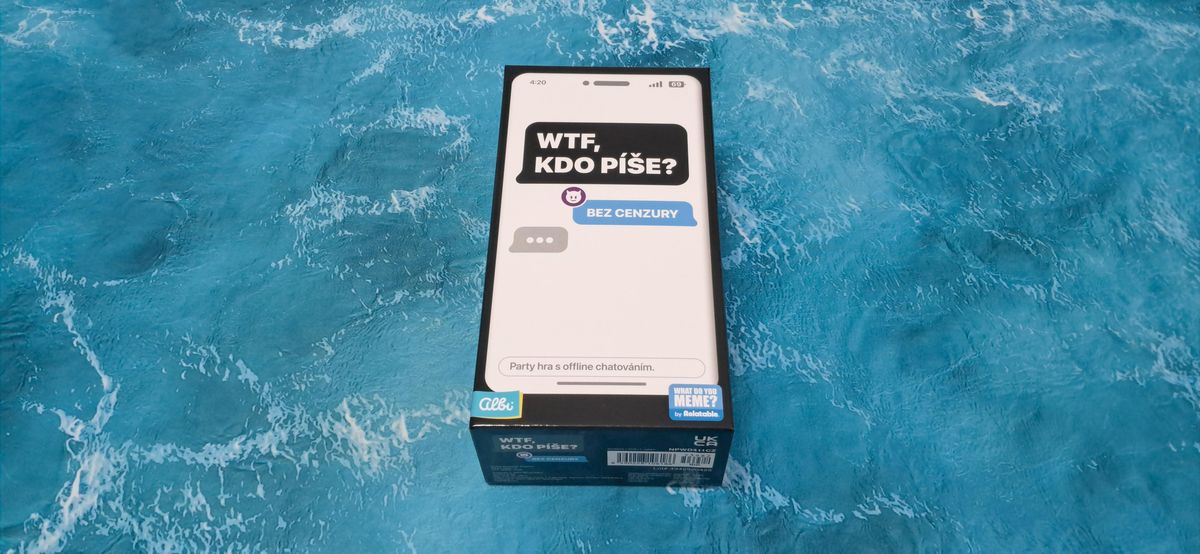 4:20
69
WTF,
KDO PÍŠE?
BEZ CENZURY
Party hra s offline chatováním.
albi
WHAT DO YOU
MEME?
by Relatable
WTF,
KDO PÍŠE?
BEZ CENZURY
UK
CA